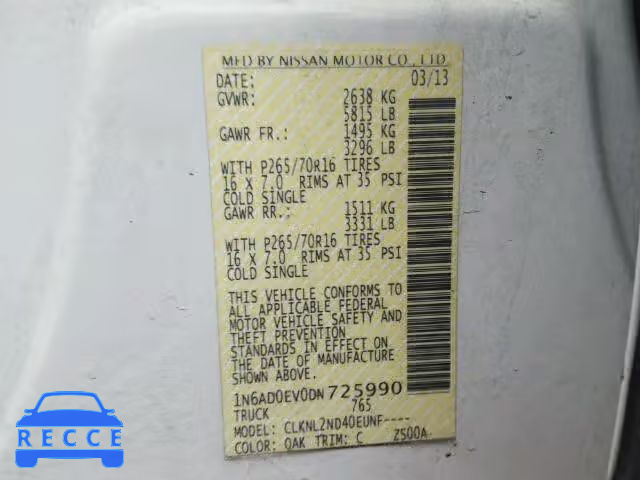 MFD BY NISSAN MOTOR CO., LTD.
DATE: 03/13
GVWR: 2638 KG
5815 LB
GAWR FR.: 1495 KG
3296 LB
WITH P265/70R16 TIRES
16 X 7.0 RIMS AT 35 PSI
COLD SINGLE
GAWR RR.: 1511 KG
3331 LB
WITH P265/70R16 TIRES
16 X 7.0 RIMS AT 35 PSI
COLD SINGLE
THIS VEHICLE CONFORMS TO
ALL APPLICABLE FEDERAL
MOTOR VEHICLE SAFETY AND
THEFT PREVENTION
STANDARDS IN EFFECT ON
THE DATE OF MANUFACTURE
SHOWN ABOVE.
1N6AD0EV0DN725990
TRUCK 765
MODEL: CLKNL2ND40EUNF----
COLOR: QAK TRIM: C ZS00A
RECCE